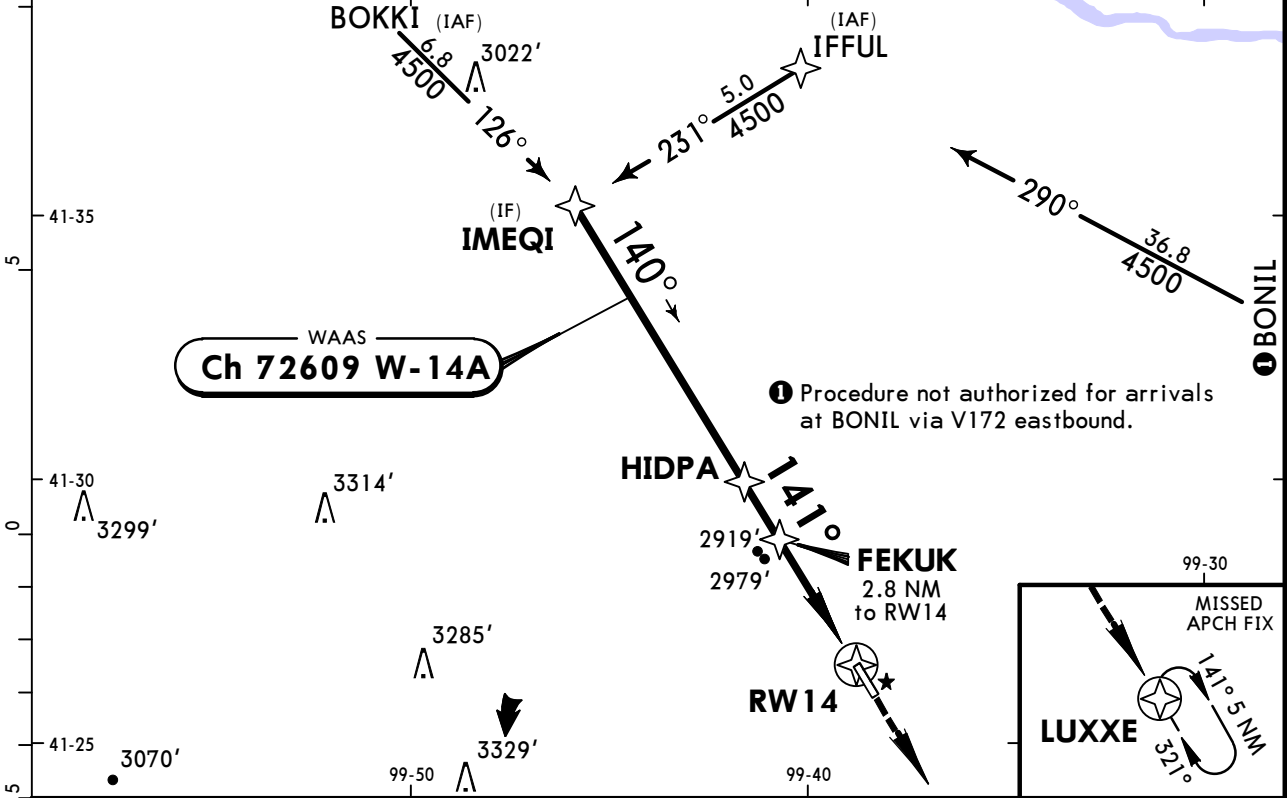 BOKKI (IAF)
6.8
4500
3022'
126°
(IAF)
IFFUL
5.0
4500
231°
290°
36.8
4500
❶ BONIL
41-35
5
(IF)
IMEQI
140°
WAAS
Ch 72609 W-14A
❶ Procedure not authorized for arrivals
at BONIL via V172 eastbound.
HIDPA
141°
41-30
3299'
3314'
0
2919'
2979'
FEKUK
2.8 NM
to RW14
99-30
MISSED
APCH FIX
3285'
RW14
141° 5 NM
LUXXE
321°
41-25
3070'
3329'
99-50
99-40
5